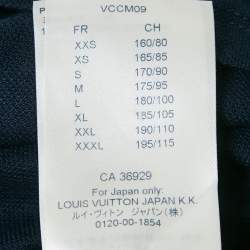 VCCM09
FR CH
XXS 160/80
XS 165/85
S 170/90
M 175/95
L 180/100
XL 185/105
XXL 190/110
XXXL 195/115
CA 36929
For Japan only:
LOUIS VUITTON JAPAN K.K.
ルイ・ヴィトン ジャパン(株)
0120-00-1854